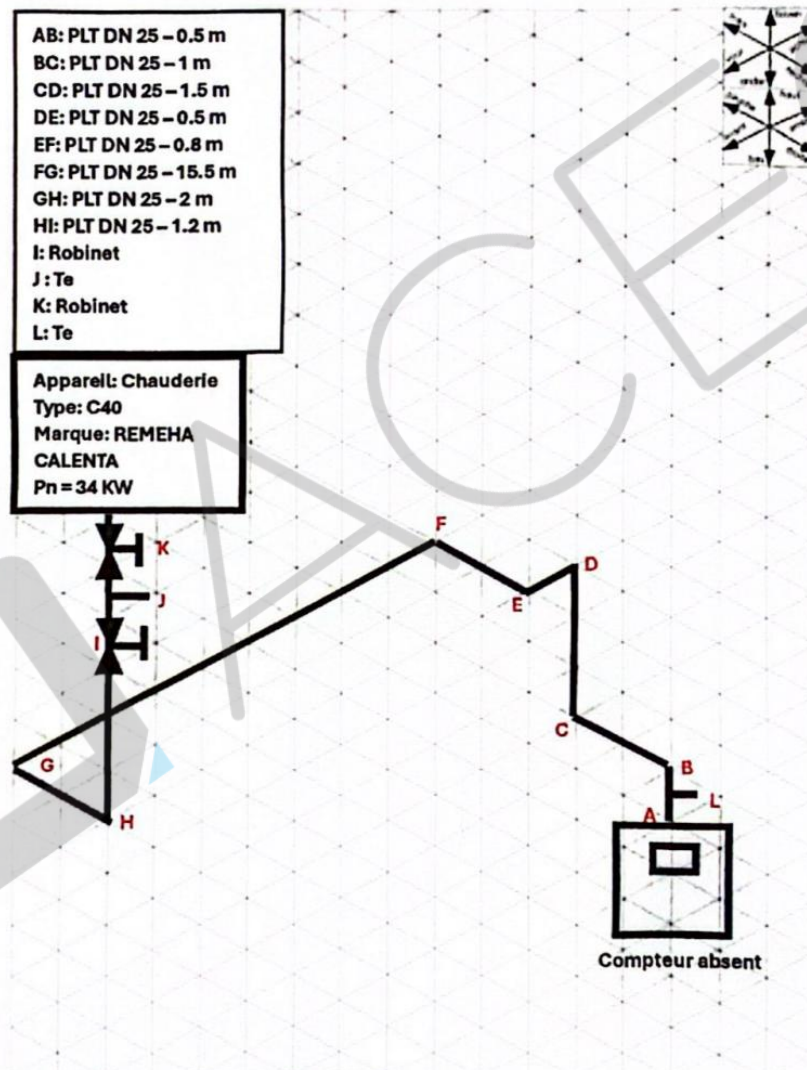 AB: PLT DN 25 – 0.5 m
BC: PLT DN 25 – 1 m
CD: PLT DN 25 – 1.5 m
DE: PLT DN 25 – 0.5 m
EF: PLT DN 25 – 0.8 m
FG: PLT DN 25 – 15.5 m
GH: PLT DN 25 – 2 m
HI: PLT DN 25 – 1.2 m
I: Robinet
J : Te
K: Robinet
L: Te
Appareil: Chauderie
Type: C40
Marque: REMEHA
CALENTA
Pn = 34 KW
F
K
D
J
E
I
C
G
B
L
A
H
Compteur absent